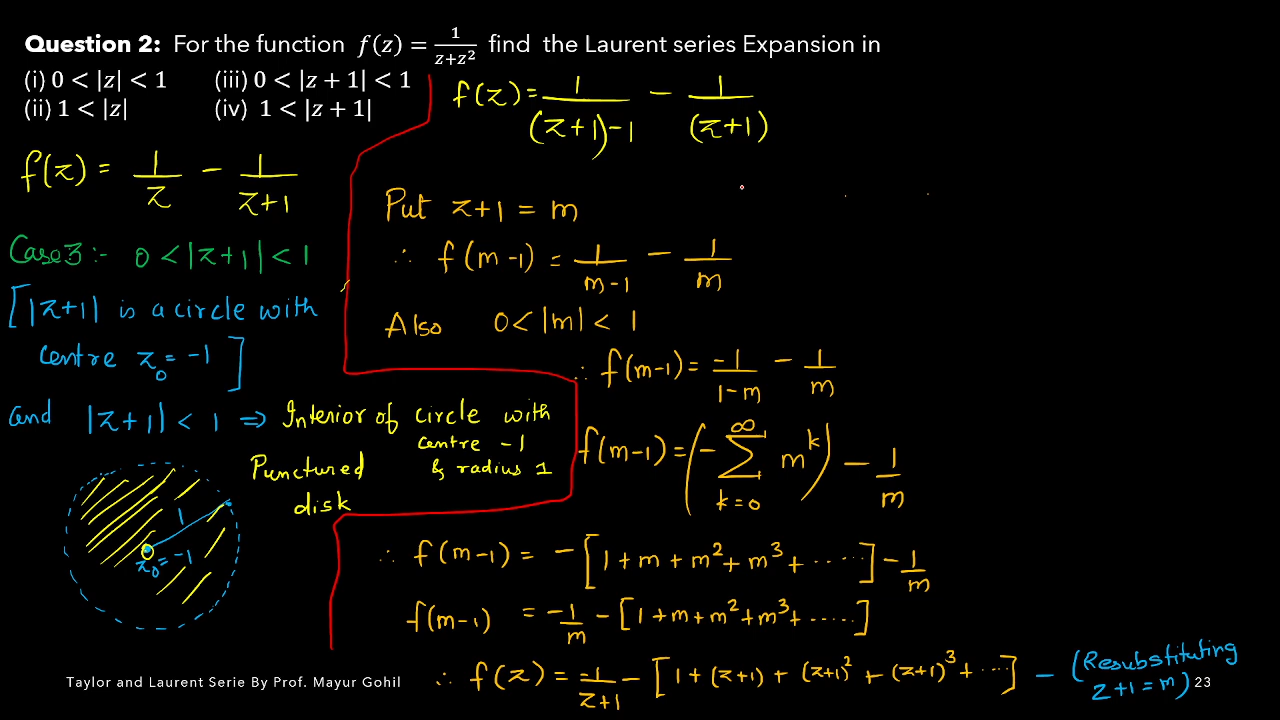 Question 2: For the function f(z) = 1/(z+z²) find the Laurent series Expansion in
(i) 0 < |z| < 1 (iii) 0 < |z + 1| < 1
(ii) 1 < |z| (iv) 1 < |z + 1|
f(z) = 1/z - 1/(z+1)
Case 3 :- 0 < |z+1| < 1
[|z+1| is a circle with
centre z₀ = -1]
and |z+1| < 1 ⇒ Interior of circle with
centre -1
& radius 1
Punctured
disk
1
z₀ = -1
f(z) = 1/((z+1)-1) - 1/(z+1)
Put z+1 = m
∴ f(m-1) = 1/(m-1) - 1/m
Also 0 < |m| < 1
∴ f(m-1) = -1/(1-m) - 1/m
f(m-1) = (-∑_{k=0}^{∞} m^k) - 1/m
∴ f(m-1) = -[1+m+m²+m³+.....] - 1/m
f(m-1) = -1/m - [1+m+m²+m³+.....]
∴ f(z) = -1/(z+1) - [1+(z+1)+(z+1)²+(z+1)³+....] - (Resubstituting
z+1=m)
Taylor and Laurent Serie By Prof. Mayur Gohil
23